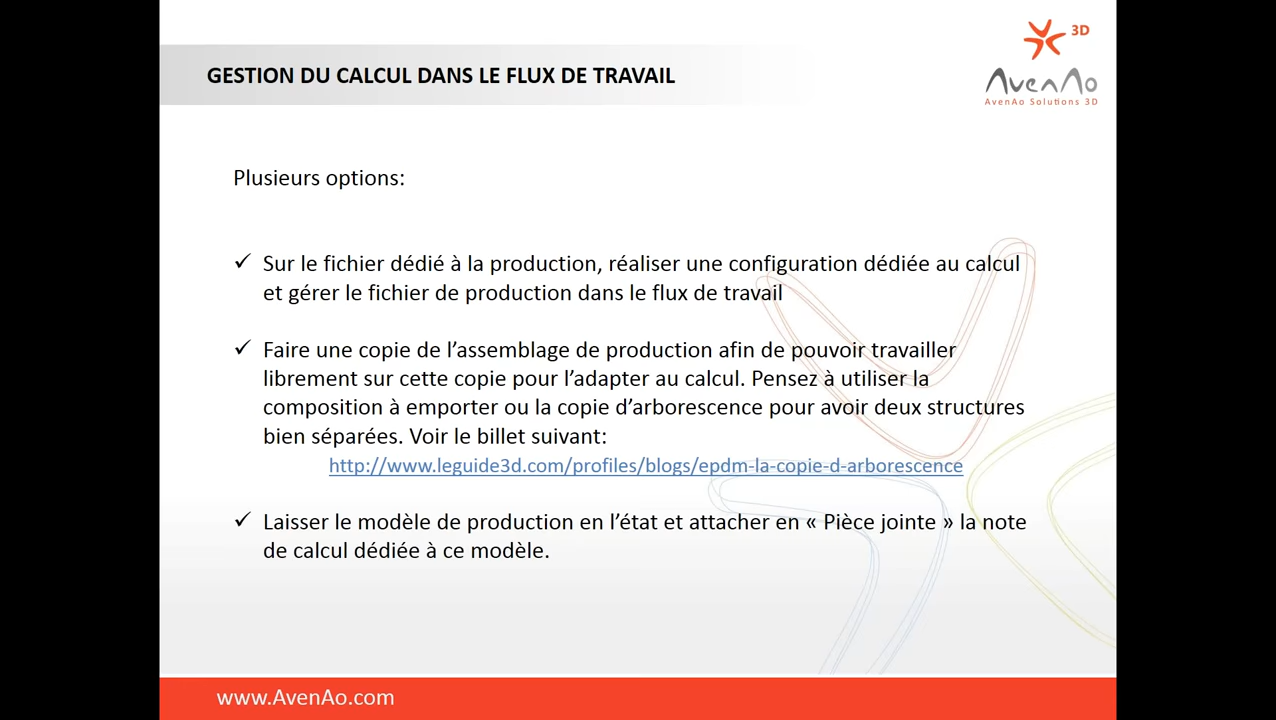 3D
AvenAo
AvenAo Solutions 3D
GESTION DU CALCUL DANS LE FLUX DE TRAVAIL
Plusieurs options:
✓ Sur le fichier dédié à la production, réaliser une configuration dédiée au calcul
et gérer le fichier de production dans le flux de travail
✓ Faire une copie de l’assemblage de production afin de pouvoir travailler
librement sur cette copie pour l’adapter au calcul. Pensez à utiliser la
composition à emporter ou la copie d’arborescence pour avoir deux structures
bien séparées. Voir le billet suivant:
http://www.leguide3d.com/profiles/blogs/epdm-la-copie-d-arborescence
✓ Laisser le modèle de production en l’état et attacher en « Pièce jointe » la note
de calcul dédiée à ce modèle.
www.AvenAo.com